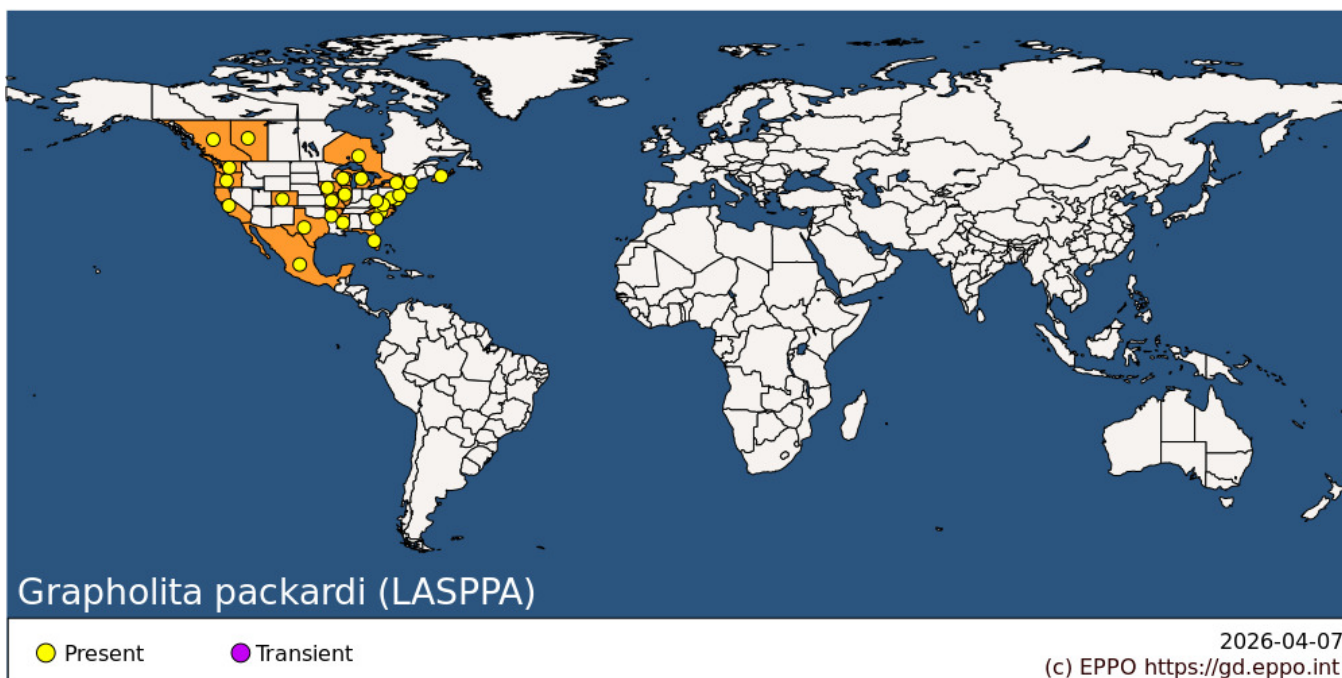 Grapholita packardi (LASPPA)
Present
Transient
2026-04-07
(c) EPPO https://gd.eppo.int